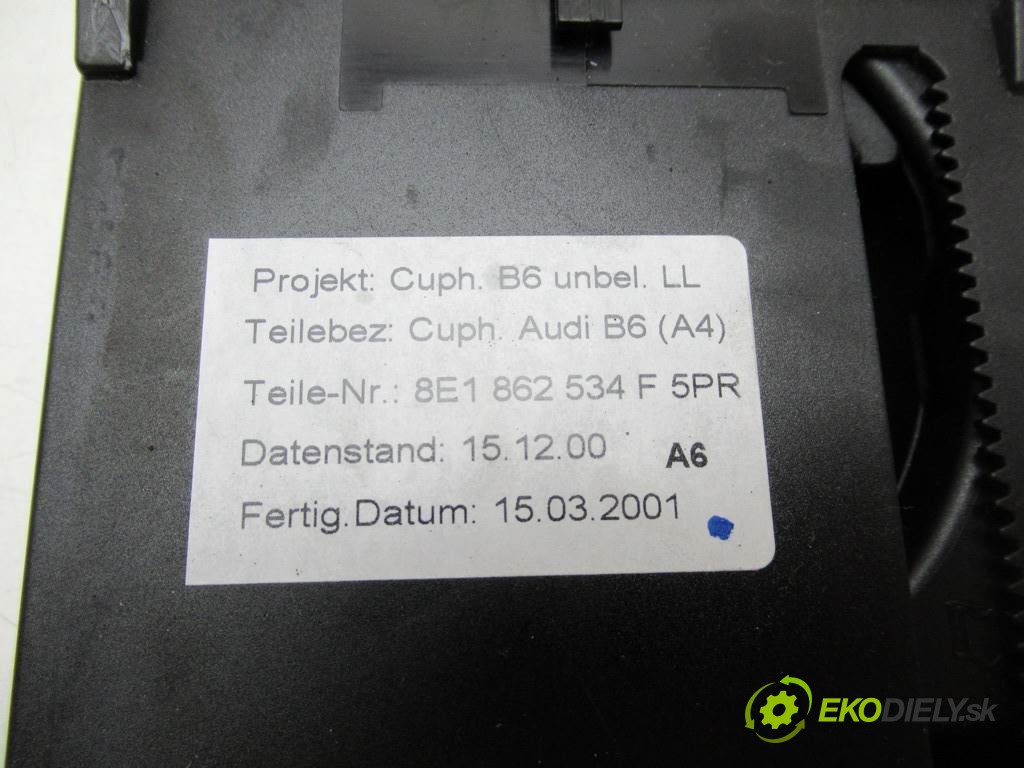 Projekt: Cuph. B6 unbel. LL
Teilebez: Cuph. Audi B6 (A4)
Teile-Nr.: 8E1 862 534 F 5PR
Datenstand: 15.12.00 A6
Fertig.Datum: 15.03.2001
EKODIELY.sk